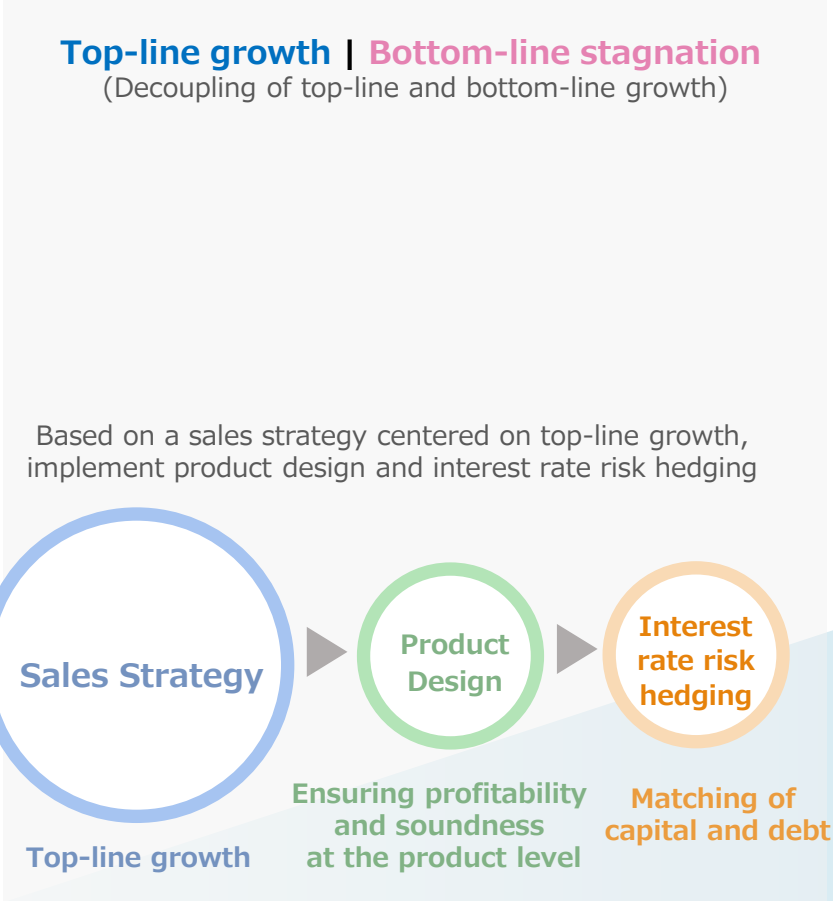 Top-line growth | Bottom-line stagnation
(Decoupling of top-line and bottom-line growth)
Based on a sales strategy centered on top-line growth,
implement product design and interest rate risk hedging
Sales Strategy
Product
Design
Interest
rate risk
hedging
Top-line growth
Ensuring profitability
and soundness
at the product level
Matching of
capital and debt